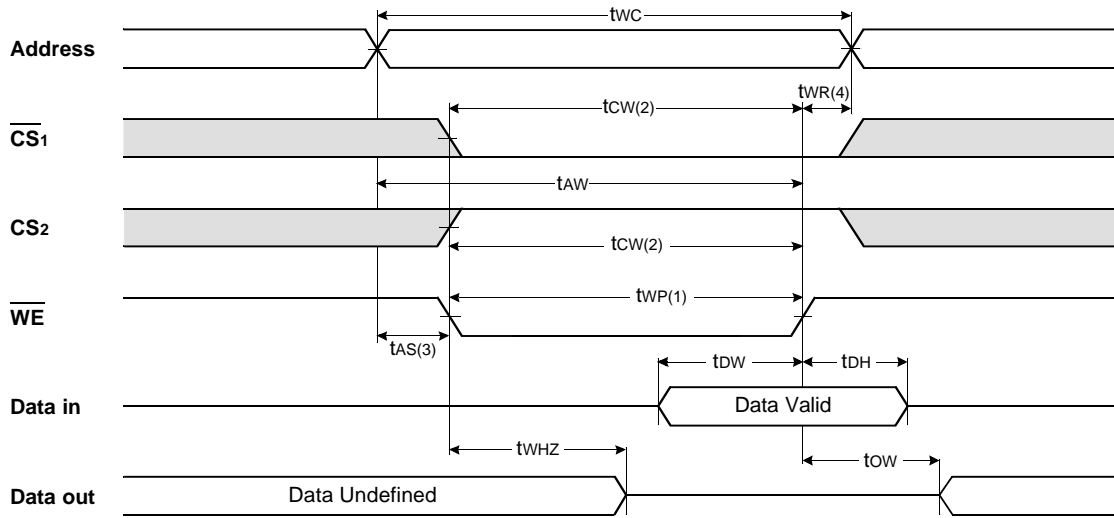 tWC
Address
tCW(2)
tWR(4)
CS1
tAW
CS2
tCW(2)
tWP(1)
WE
tAS(3)
tDW
tDH
Data in
Data Valid
tWHZ
tOW
Data out
Data Undefined